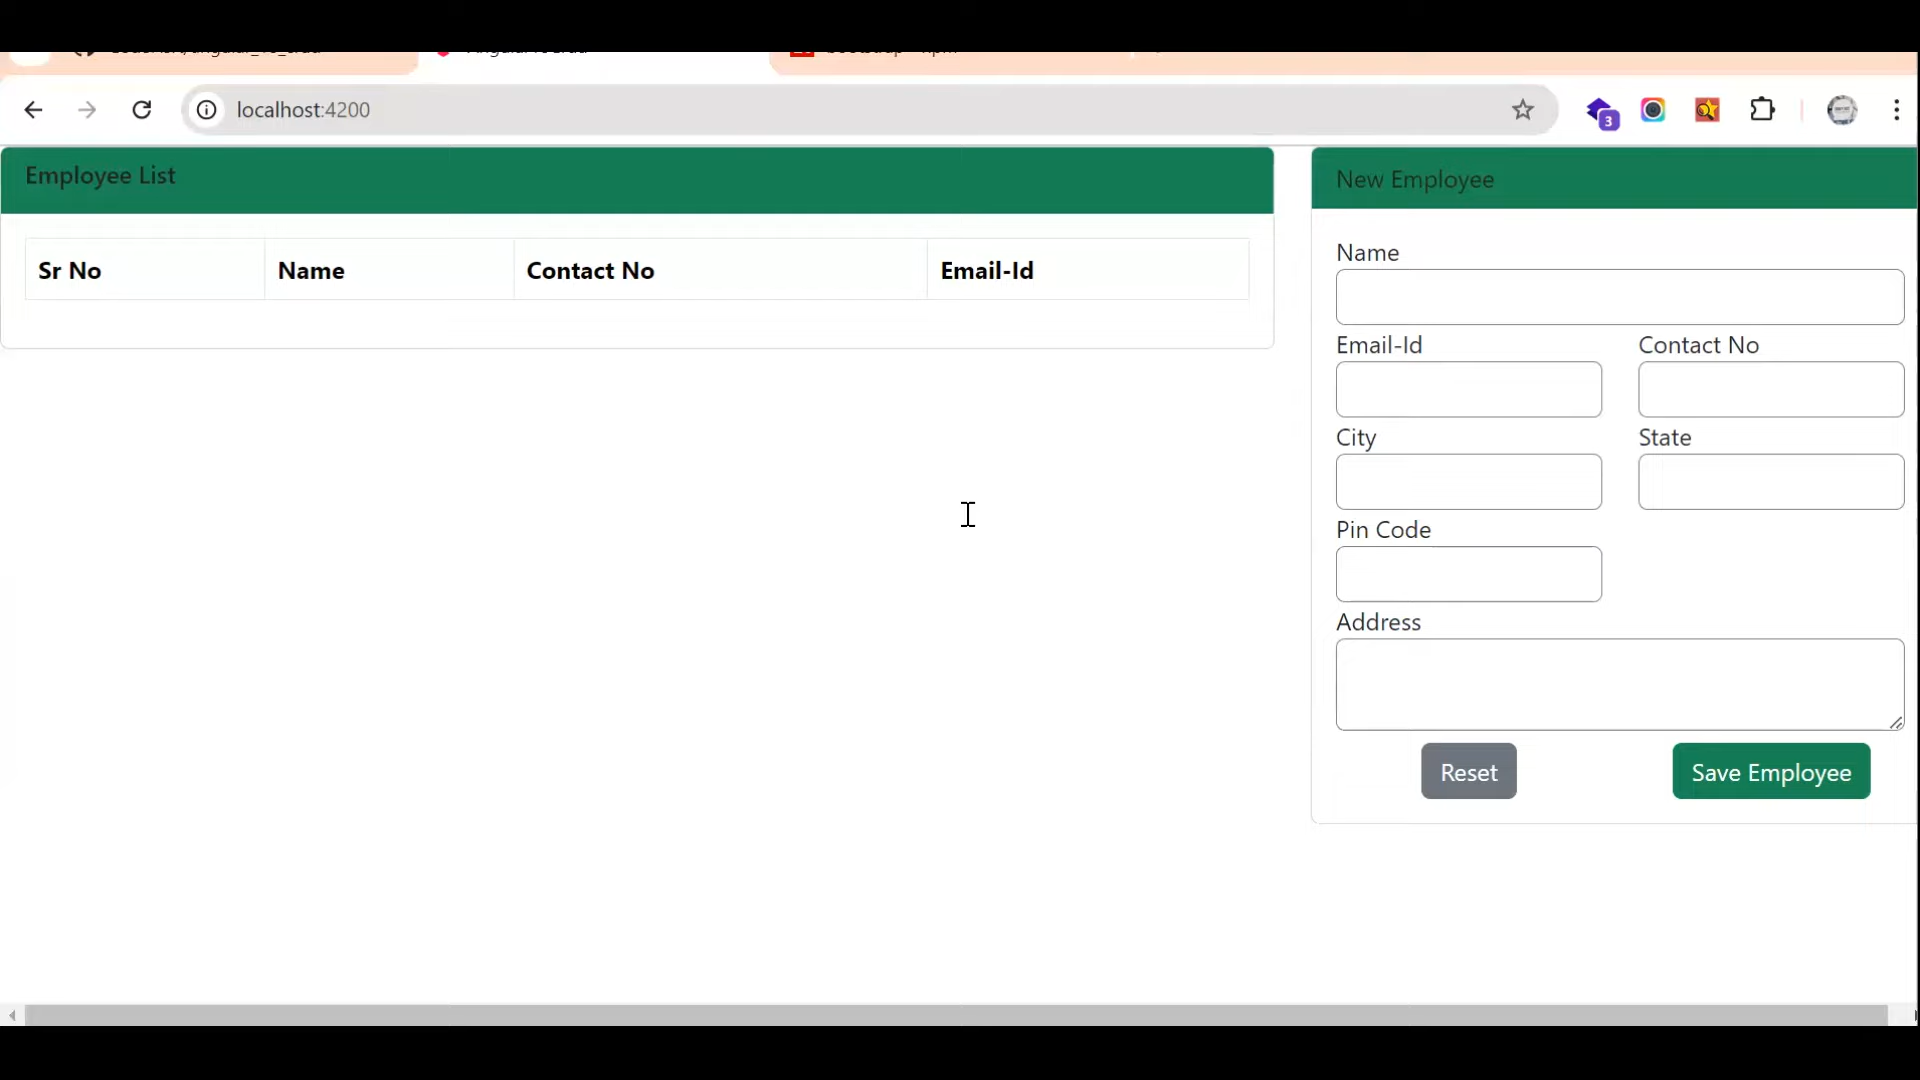 localhost:4200
3
Employee List
Sr No Name Contact No Email-Id
New Employee
Name
Email-Id Contact No
City State
Pin Code
Address
Reset Save Employee